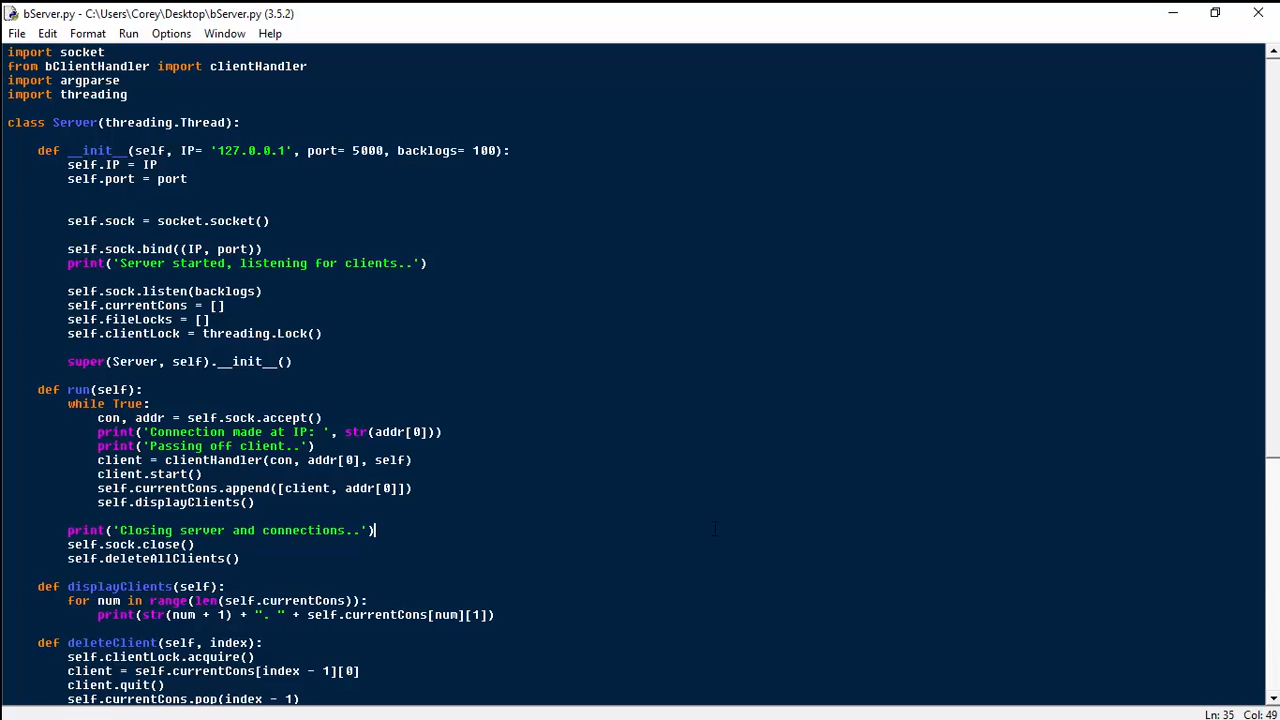 bServer.py - C:\Users\Corey\Desktop\bServer.py (3.5.2)
File Edit Format Run Options Window Help
import socket
from bClientHandler import clientHandler
import argparse
import threading
class Server(threading.Thread):
    def __init__(self, IP= '127.0.0.1', port= 5000, backlogs= 100):
        self.IP = IP
        self.port = port
        self.sock = socket.socket()
        self.sock.bind((IP, port))
        print('Server started, listening for clients..')
        self.sock.listen(backlogs)
        self.currentCons = []
        self.fileLocks = []
        self.clientLock = threading.Lock()
        super(Server, self).__init__()
    def run(self):
        while True:
            con, addr = self.sock.accept()
            print('Connection made at IP: ', str(addr[0]))
            print('Passing off client..')
            client = clientHandler(con, addr[0], self)
            client.start()
            self.currentCons.append([client, addr[0]])
            self.displayClients()
        print('Closing server and connections..')
        self.sock.close()
        self.deleteAllClients()
    def displayClients(self):
        for num in range(len(self.currentCons)):
            print(str(num + 1) + ". " + self.currentCons[num][1])
    def deleteClient(self, index):
        self.clientLock.acquire()
        client = self.currentCons[index - 1][0]
        client.quit()
        self.currentCons.pop(index - 1)
Ln: 35 Col: 49